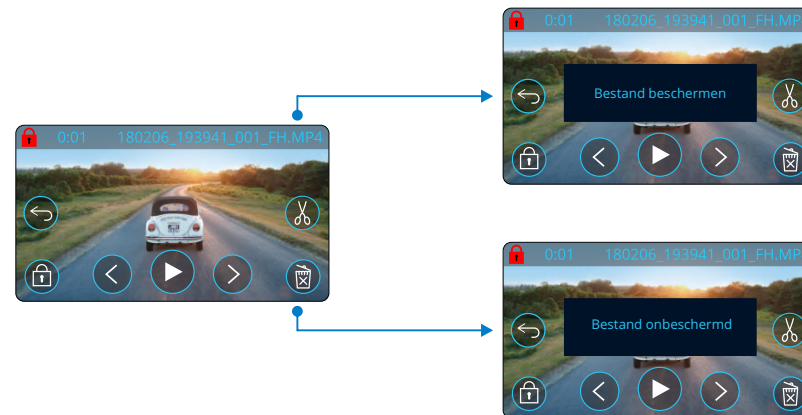 0:01 180206_193941_001_FH.MP4
0:01 180206_193941_001_FH.MP
Bestand beschermen
0:01 180206_193941_001_FH.MP
Bestand onbeschermd